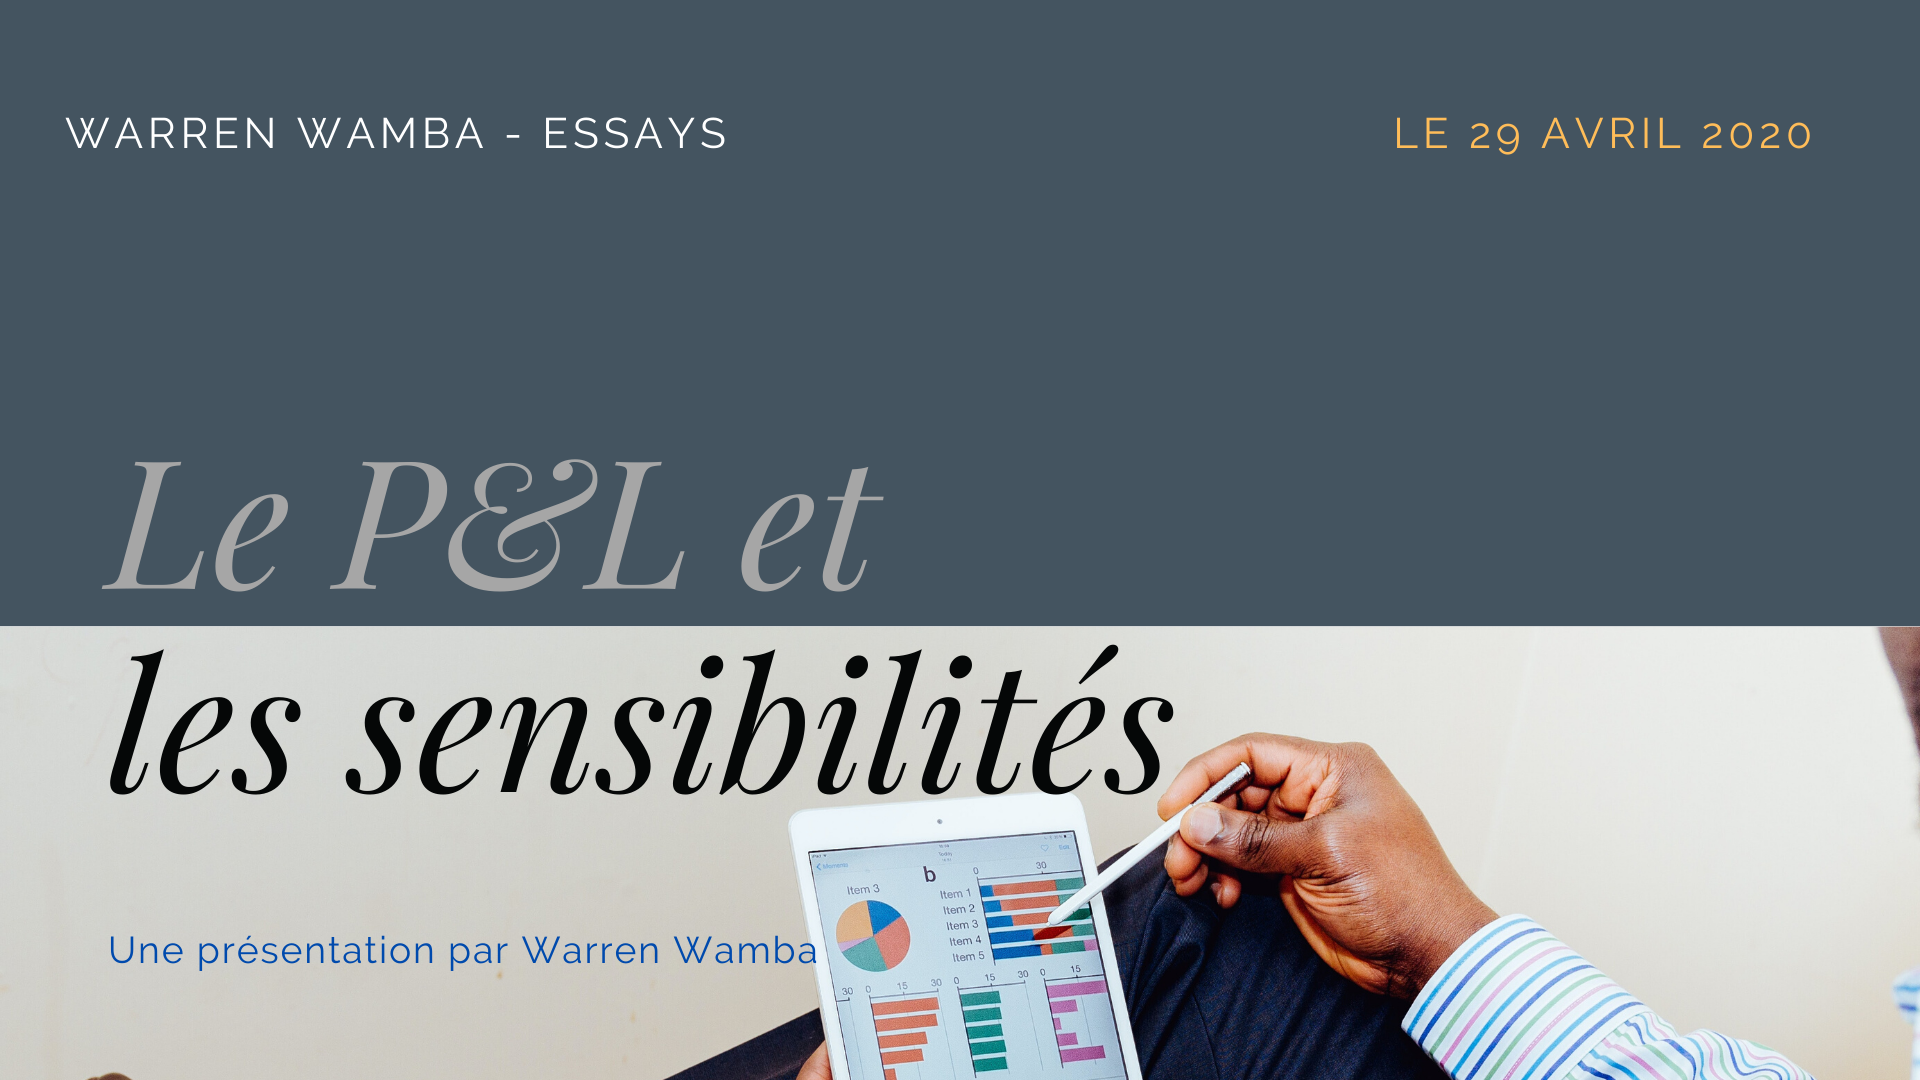 WARREN WAMBA - ESSAYS
LE 29 AVRIL 2020
Le P&L et
les sensibilités
Une présentation par Warren Wamba
Item 3
b
0 30
Item 1
Item 2
Item 3
Item 4
Item 5
30 0 15 30 0 15 30 0 15